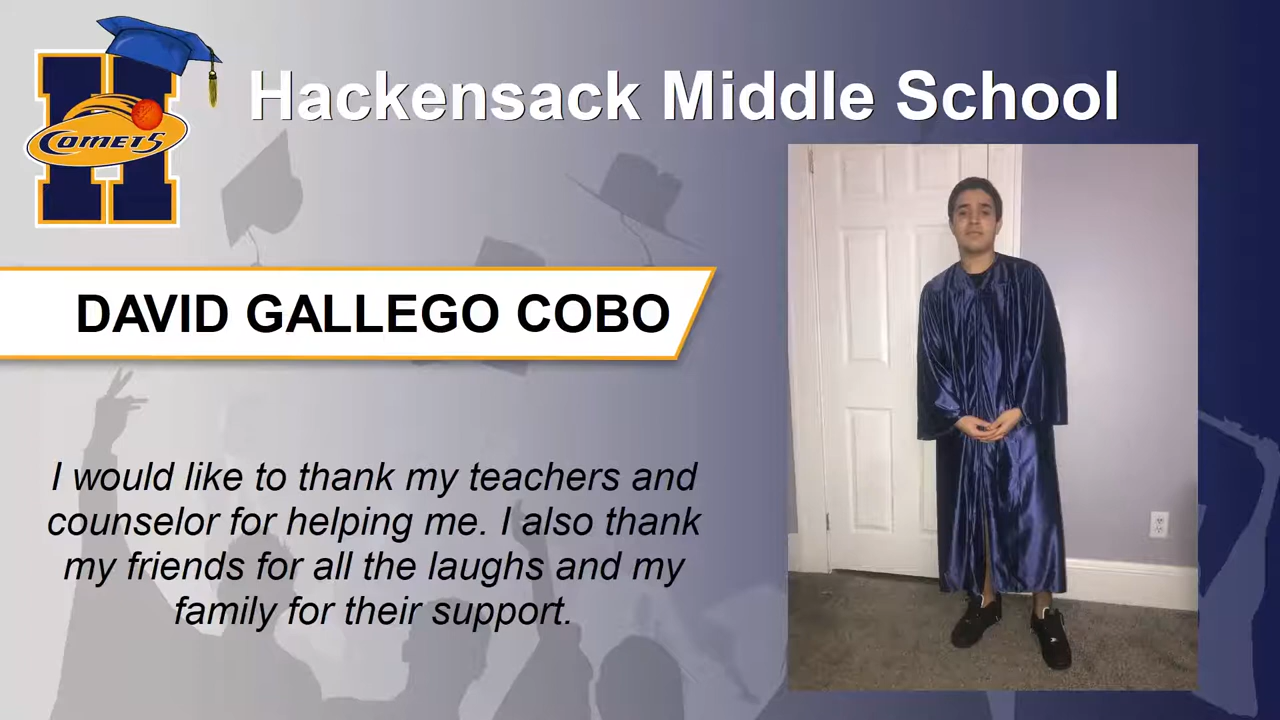 Hackensack Middle School
COMETS
DAVID GALLEGO COBO
I would like to thank my teachers and
counselor for helping me. I also thank
my friends for all the laughs and my
family for their support.